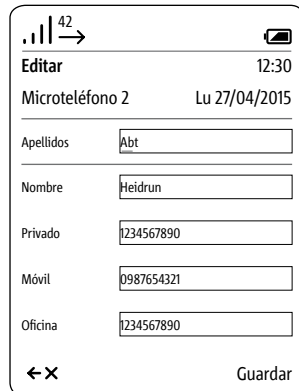 42
Editar 12:30
Microteléfono 2 Lu 27/04/2015
Apellidos Abt
Nombre Heidrun
Privado 1234567890
Móvil 0987654321
Oficina 1234567890
Guardar